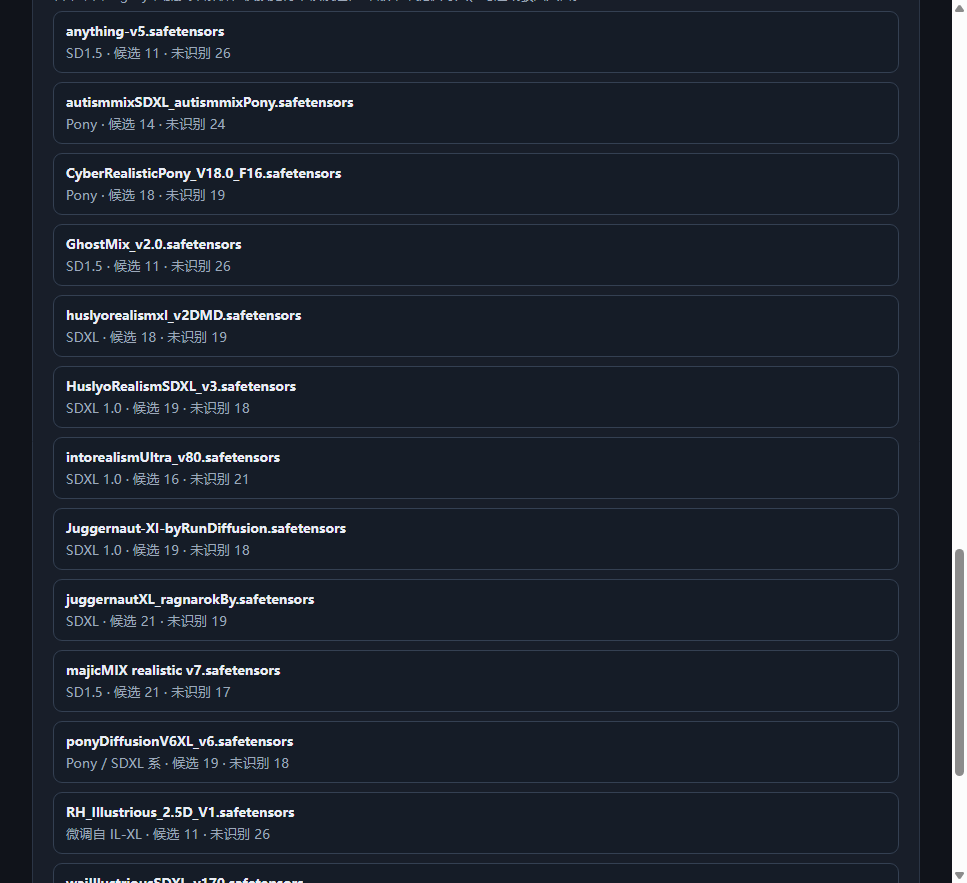 anything-v5.safetensors
SD1.5 · 候选 11 · 未识别 26
autismmixSDXL_autismmixPony.safetensors
Pony · 候选 14 · 未识别 24
CyberRealisticPony_V18.0_F16.safetensors
Pony · 候选 18 · 未识别 19
GhostMix_v2.0.safetensors
SD1.5 · 候选 11 · 未识别 26
huslyorealismxl_v2DMD.safetensors
SDXL · 候选 18 · 未识别 19
HuslyoRealismSDXL_v3.safetensors
SDXL 1.0 · 候选 19 · 未识别 18
intorealismUltra_v80.safetensors
SDXL 1.0 · 候选 16 · 未识别 21
Juggernaut-XI-byRunDiffusion.safetensors
SDXL 1.0 · 候选 19 · 未识别 18
juggernautXL_ragnarokBy.safetensors
SDXL · 候选 21 · 未识别 19
majicMIX realistic v7.safetensors
SD1.5 · 候选 21 · 未识别 17
ponyDiffusionV6XL_v6.safetensors
Pony / SDXL 系 · 候选 19 · 未识别 18
RH_Illustrious_2.5D_V1.safetensors
微调自 IL-XL · 候选 11 · 未识别 26
waiIllustriousSDXL_v170.safetensors